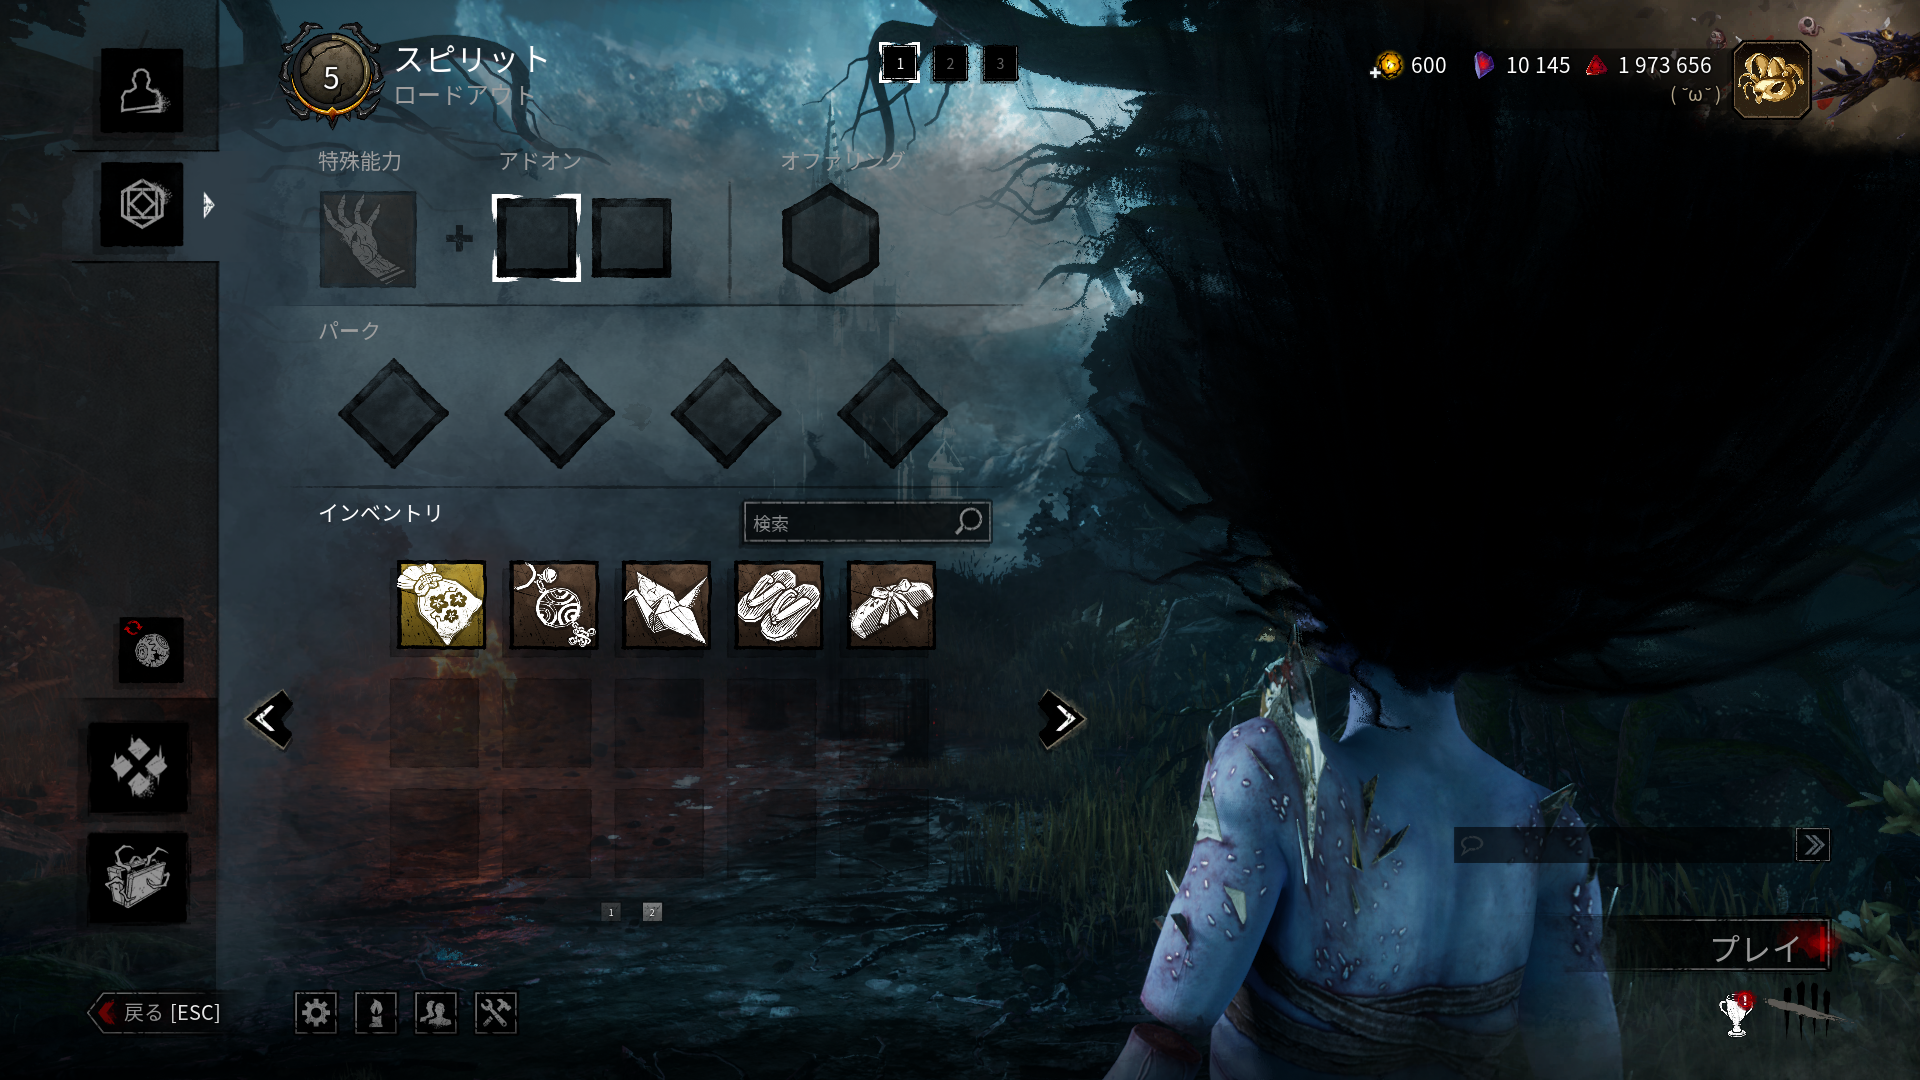 5
スピリット
ロードアウト
1
2
3
600
10 145
1 973 656
( ˘ω˘ )
特殊能力
アドオン
オファリング
パーク
インベントリ
検索
1
2
プレイ
戻る [ESC]